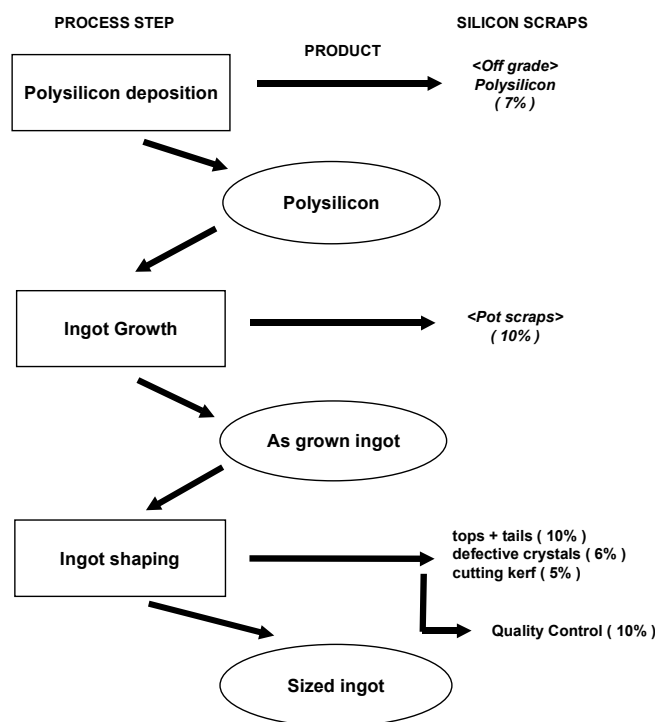 PROCESS STEP
PRODUCT
SILICON SCRAPS
Polysilicon deposition
<Off grade>
Polysilicon
( 7% )
Polysilicon
Ingot Growth
<Pot scraps>
( 10% )
As grown ingot
Ingot shaping
tops + tails ( 10% )
defective crystals ( 6% )
cutting kerf ( 5% )
Quality Control ( 10% )
Sized ingot